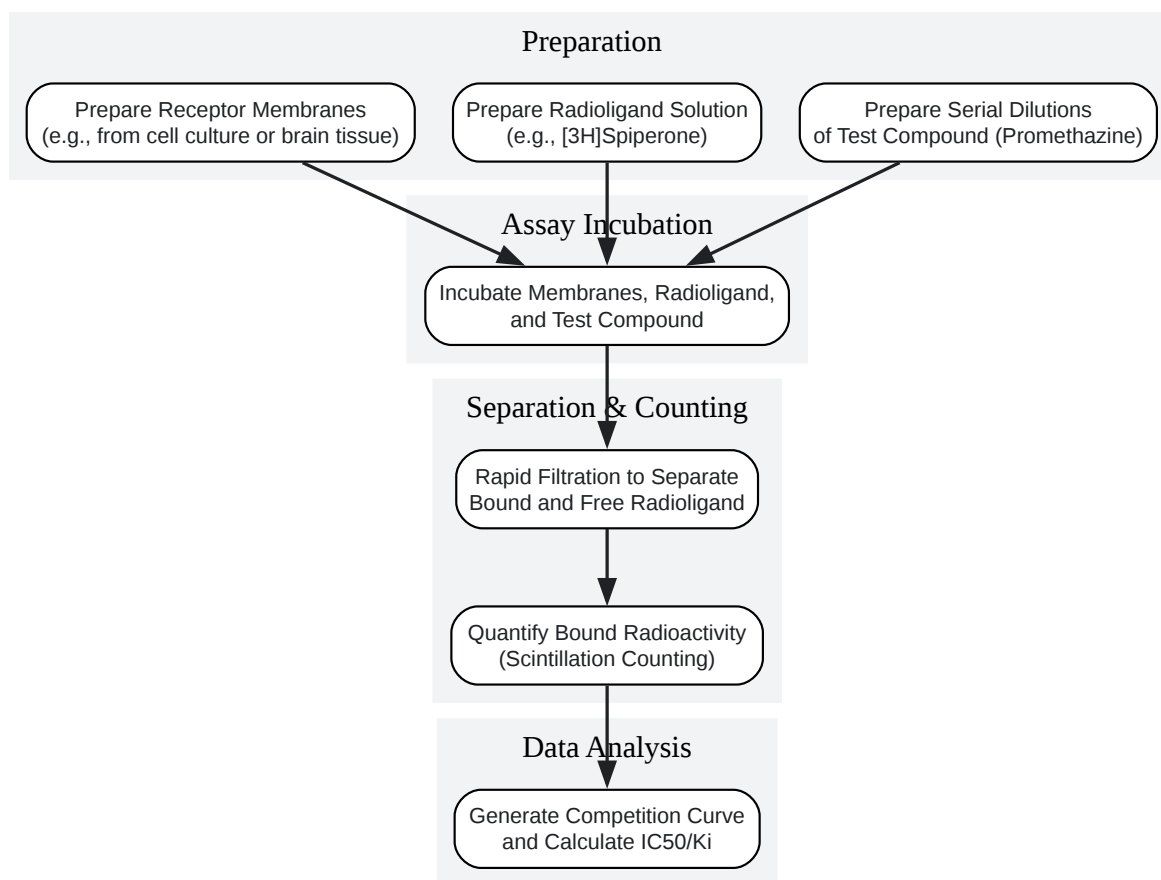 Preparation
Prepare Receptor Membranes
(e.g., from cell culture or brain tissue)
Prepare Radioligand Solution
(e.g., [3H]Spiperone)
Prepare Serial Dilutions
of Test Compound (Promethazine)
Assay Incubation
Incubate Membranes, Radioligand,
and Test Compound
Separation & Counting
Rapid Filtration to Separate
Bound and Free Radioligand
Quantify Bound Radioactivity
(Scintillation Counting)
Data Analysis
Generate Competition Curve
and Calculate IC50/Ki